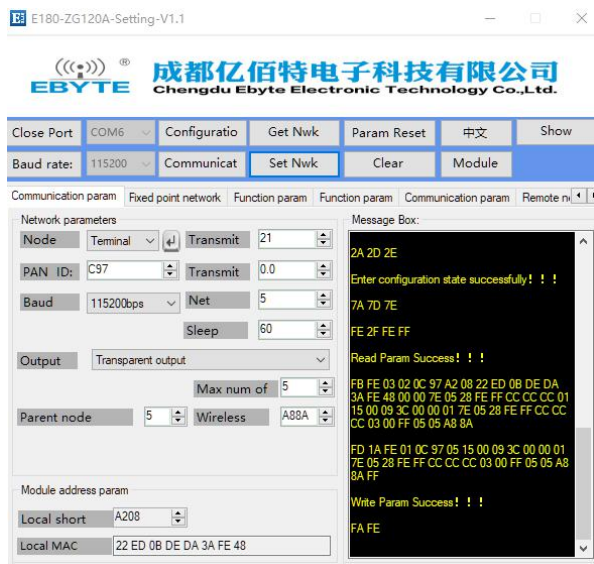 E180-ZG120A-Setting-V1.1
EBYTE ®
成都亿佰特电子科技有限公司
Chengdu Ebyte Electronic Technology Co.,Ltd.
Close Port COM6 Configuratio Get Nwk Param Reset 中文 Show
Baud rate: 115200 Communicat Set Nwk Clear Module
Communication param Fixed point network Function param Function param Communication param Remote n
Network parameters
Node Teminal Transmit 21
PAN ID: C97 Transmit 0.0
Baud 115200bps Net 5
Sleep 60
Output Transparent output
Max num of 5
Parent node 5 Wireless A88A
Module address param
Local short A208
Local MAC 22 ED 0B DE DA 3A FE 48
Message Box:
2A 2D 2E
Enter configuration state successfully! ! !
7A 7D 7E
FE 2F FE FF
Read Param Success! ! !
FB FE 03 02 0C 97 A2 08 22 ED 0B DE DA
3A FE 48 00 00 7E 05 28 FE FF CC CC CC 01
15 00 09 3C 00 00 01 7E 05 28 FE FF CC CC
CC 03 00 FF 05 05 A8 8A
FD 1A FE 01 0C 97 05 15 00 09 3C 00 00 01
7E 05 28 FE FF CC CC CC 03 00 FF 05 05 A8
8A FF
Write Param Success! ! !
FA FE